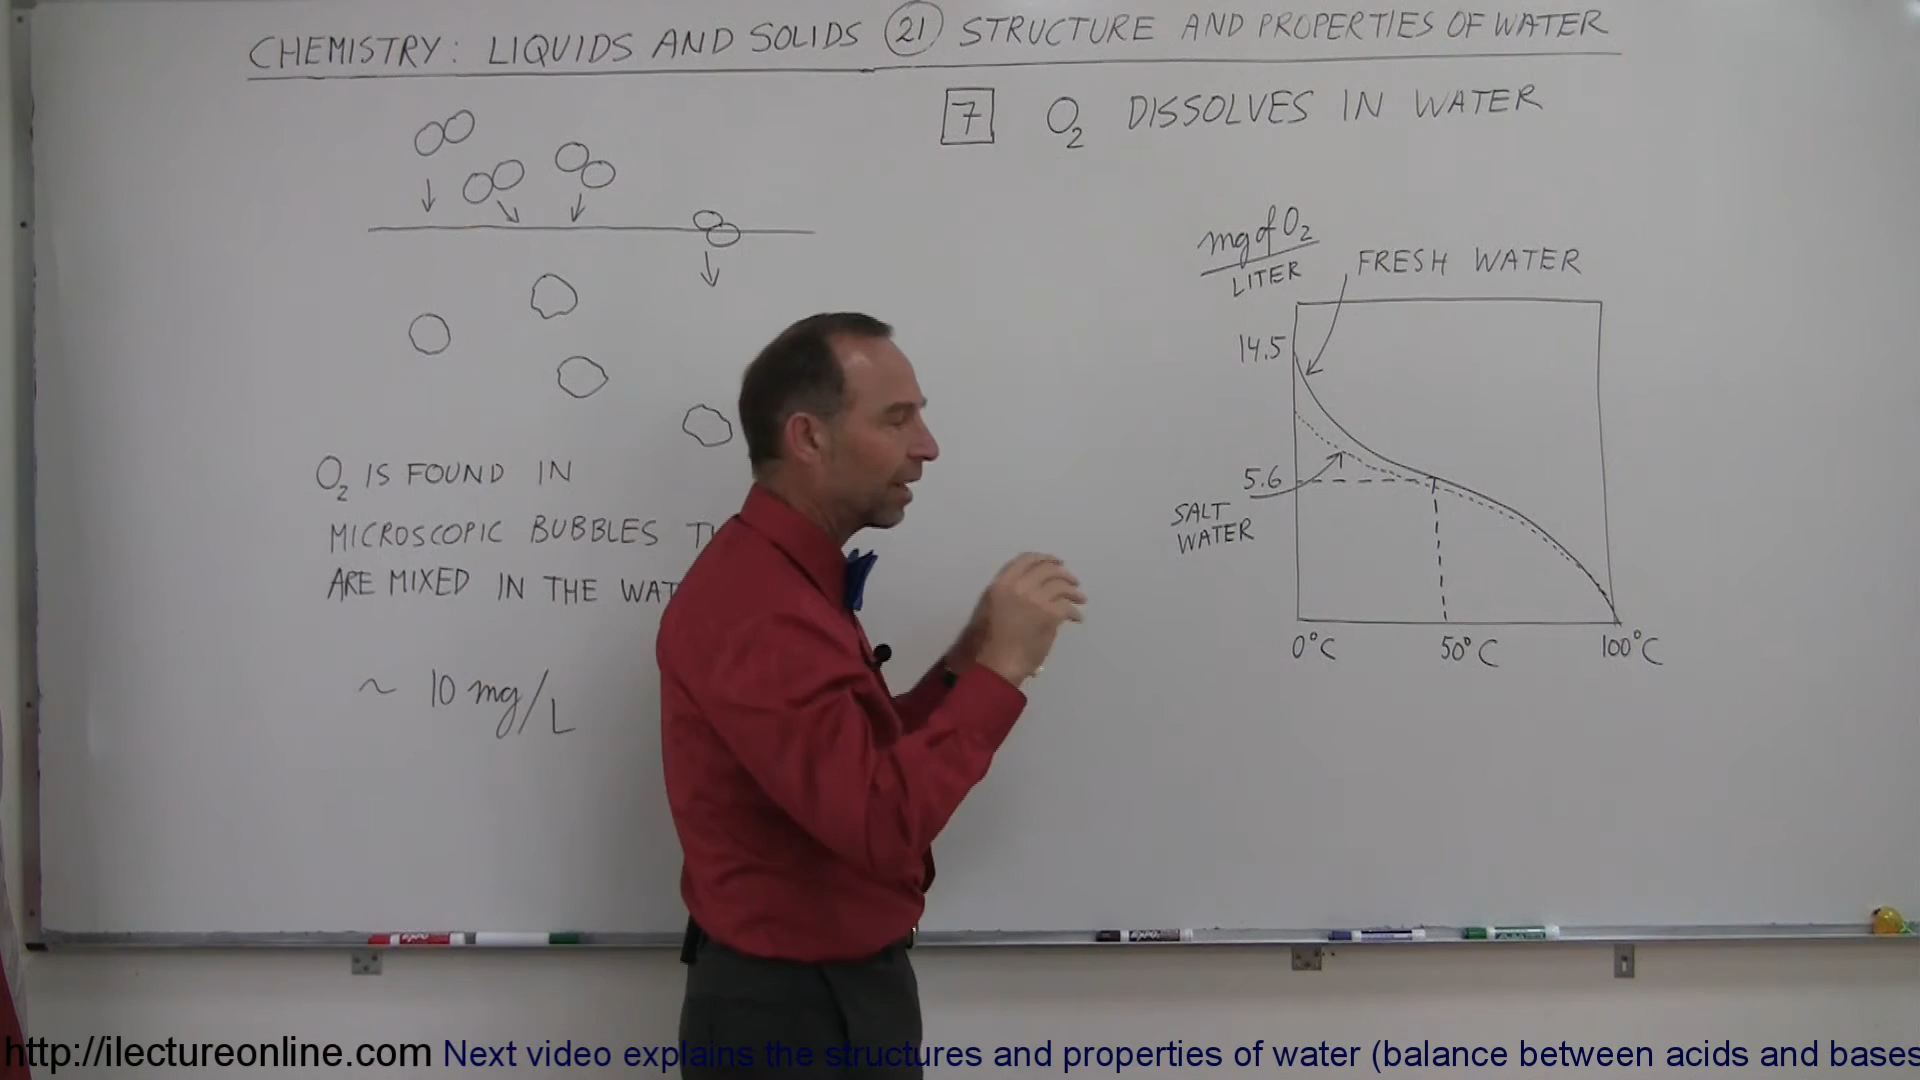 CHEMISTRY: LIQUIDS AND SOLIDS 21 STRUCTURE AND PROPERTIES OF WATER
7 O2 DISSOLVES IN WATER
O2 IS FOUND IN
MICROSCOPIC BUBBLES
ARE MIXED IN THE
~ 10 mg/L
mg of O2
LITER
FRESH WATER
14.5
5.6
SALT
WATER
0°C 50°C 100°C
EXPO
http://ilectureonline.com Next video explains the structures and properties of water (balance between acids and bases